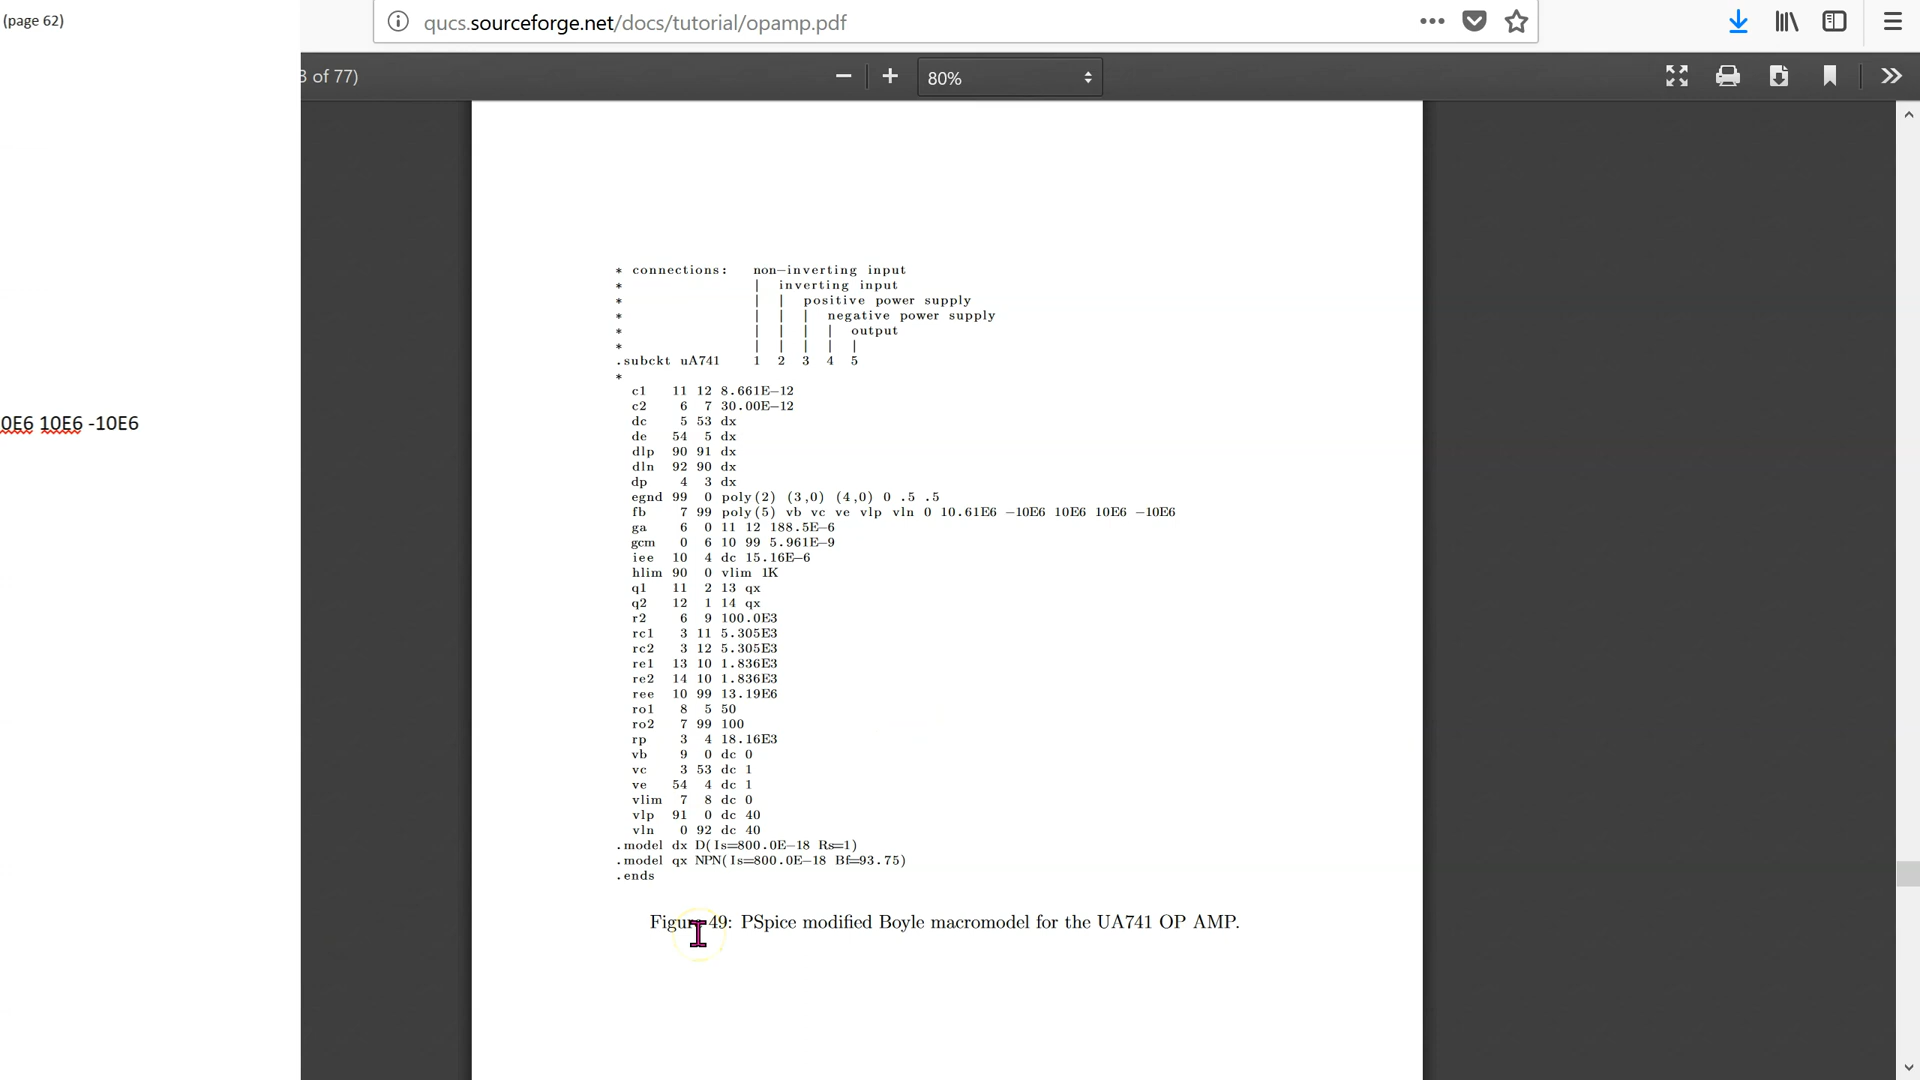 (page 62)
qucs.sourceforge.net/docs/tutorial/opamp.pdf
3 of 77)
80%
* connections: non-inverting input
* | inverting input
* | | positive power supply
* | | | negative power supply
* | | | | output
* | | | | |
.subckt uA741 1 2 3 4 5
*
c1 11 12 8.661E-12
c2 6 7 30.00E-12
dc 5 53 dx
de 54 5 dx
dlp 90 91 dx
dln 92 90 dx
dp 4 3 dx
egnd 99 0 poly(2) (3,0) (4,0) 0 .5 .5
fb 7 99 poly(5) vb vc ve vlp vln 0 10.61E6 -10E6 10E6 10E6 -10E6
0E6 10E6 -10E6
ga 6 0 11 12 188.5E-6
gcm 0 6 10 99 5.961E-9
iee 10 4 dc 15.16E-6
hlim 90 0 vlim 1K
q1 11 2 13 qx
q2 12 1 14 qx
r2 6 9 100.0E3
rc1 3 11 5.305E3
rc2 3 12 5.305E3
re1 13 10 1.836E3
re2 14 10 1.836E3
ree 10 99 13.19E6
ro1 8 5 50
ro2 7 99 100
rp 3 4 18.16E3
vb 9 0 dc 0
vc 3 53 dc 1
ve 54 4 dc 1
vlim 7 8 dc 0
vlp 91 0 dc 40
vln 0 92 dc 40
.model dx D(Is=800.0E-18 Rs=1)
.model qx NPN(Is=800.0E-18 Bf=93.75)
.ends
Figure 49: PSpice modified Boyle macromodel for the UA741 OP AMP.